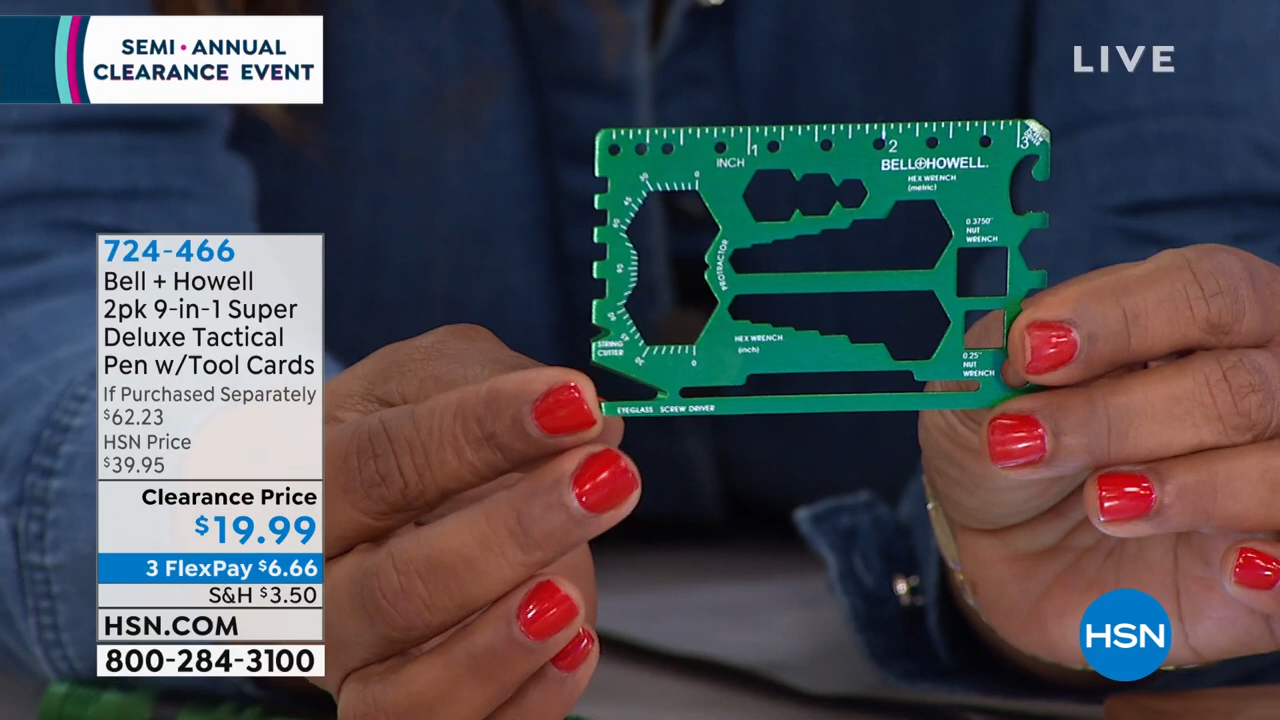 SEMI • ANNUAL
CLEARANCE EVENT
LIVE
724-466
Bell + Howell
2pk 9-in-1 Super
Deluxe Tactical
Pen w/Tool Cards
If Purchased Separately
$62.23
HSN Price
$39.95
Clearance Price
$19.99
3 FlexPay $6.66
S&H $3.50
HSN.COM
800-284-3100
INCH
1
2
3
BELL+HOWELL.
HEX WRENCH
(metric)
0.3750"
NUT
WRENCH
PROTRACTOR
STRING
CUTTER
HEX WRENCH
(inch)
0.25"
NUT
WRENCH
EYEGLASS SCREW DRIVER
HSN